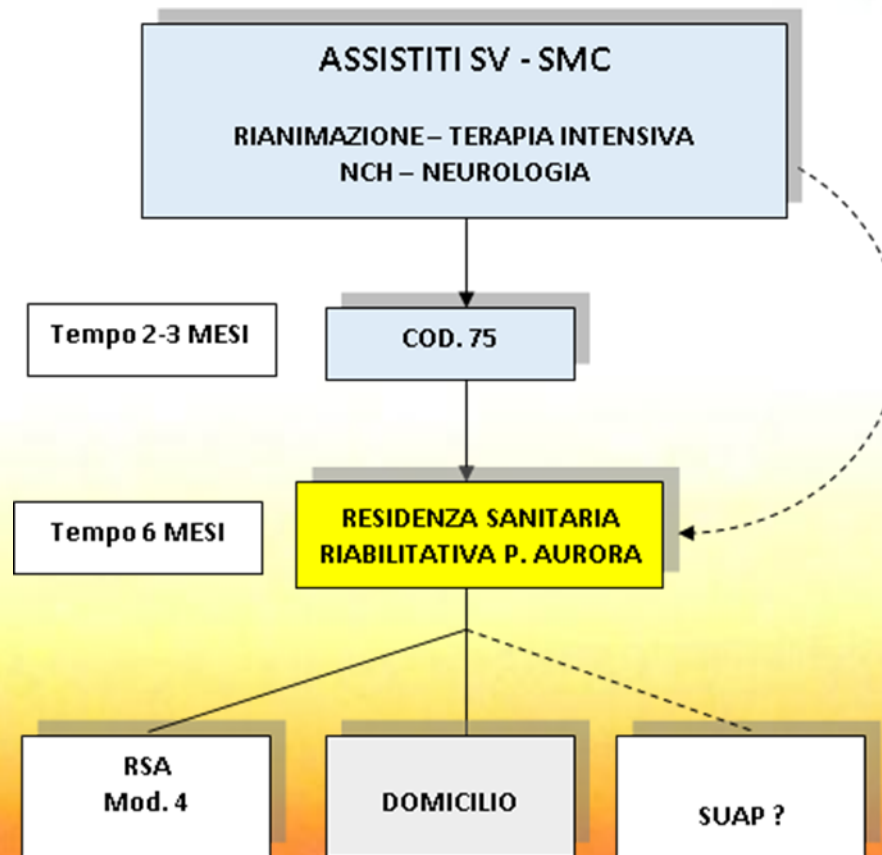 ASSISTITI SV - SMC
RIANIMAZIONE – TERAPIA INTENSIVA
NCH – NEUROLOGIA
Tempo 2-3 MESI
COD. 75
Tempo 6 MESI
RESIDENZA SANITARIA
RIABILITATIVA P. AURORA
RSA
Mod. 4
DOMICILIO
SUAP ?